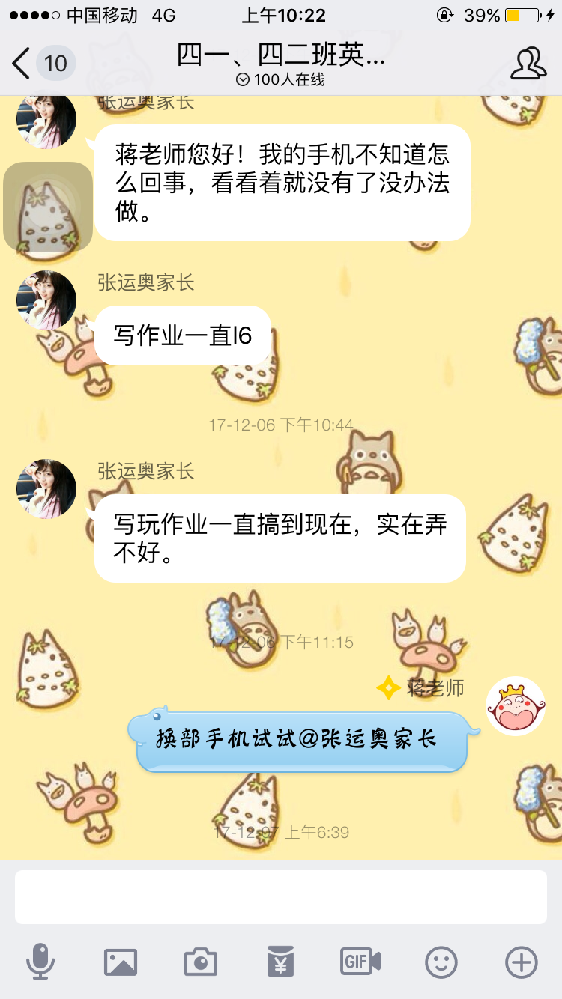 中国移动 4G 上午10:22 39%
10 四一、四二班英...
100人在线
张运奥家长
蒋老师您好！我的手机不知道怎
么回事，看看着就没有了没办法
做。
张运奥家长
写作业一直l6
17-12-06 下午10:44
张运奥家长
写玩作业一直搞到现在，实在弄
不好。
17-12-06 下午11:15
蒋老师
换部手机试试@张运奥家长
17-12-07 上午6:39
GIF